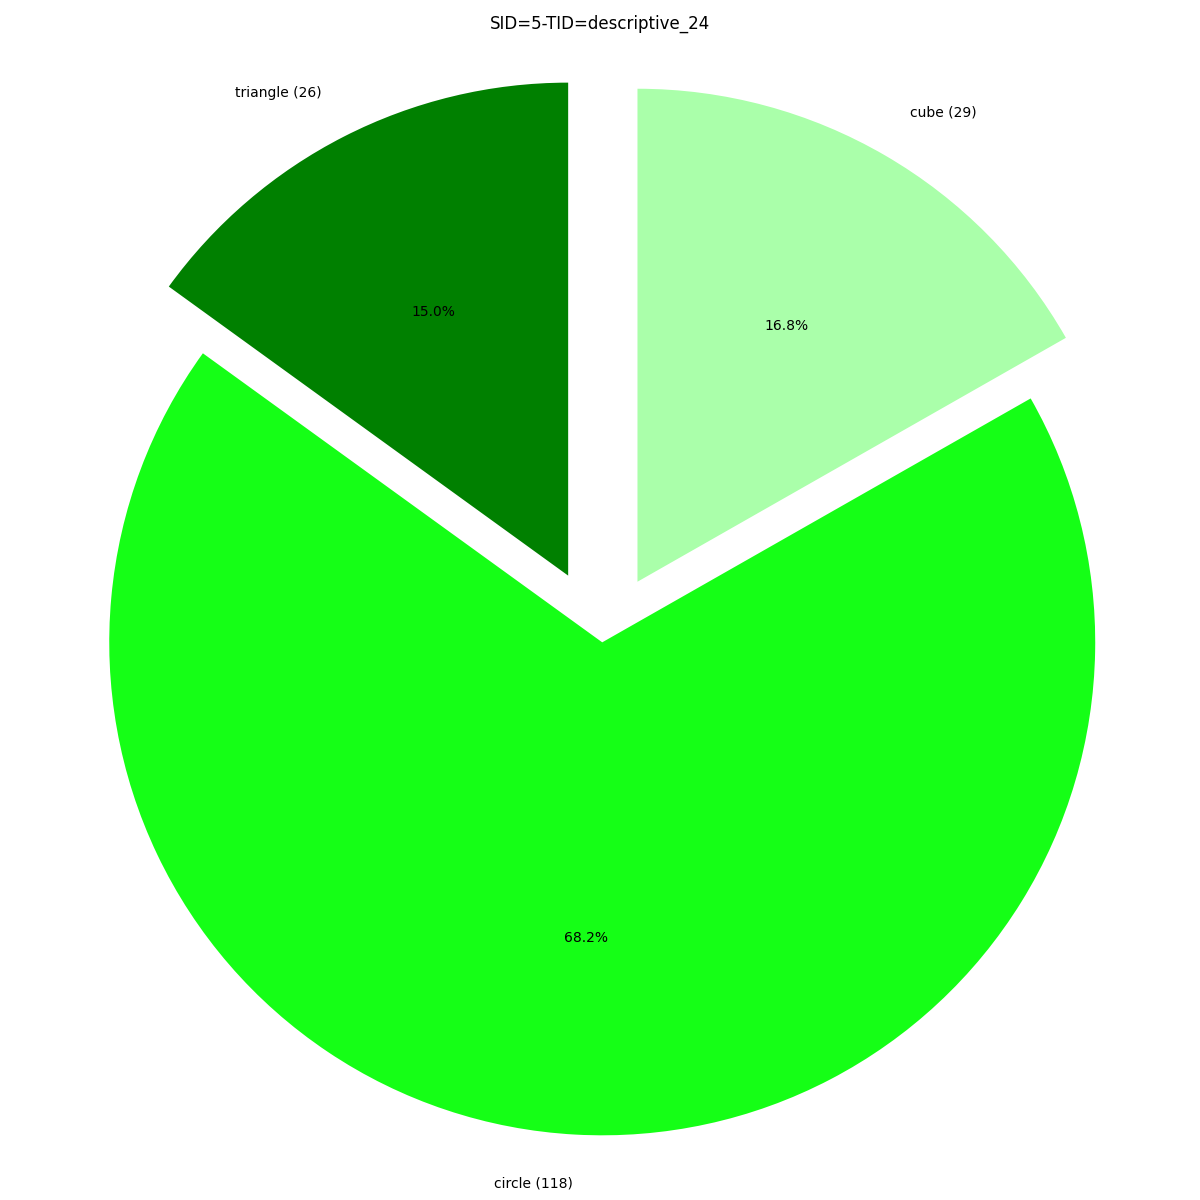 SID=5-TID=descriptive_24
triangle (26)
cube (29)
15.0%
16.8%
68.2%
circle (118)